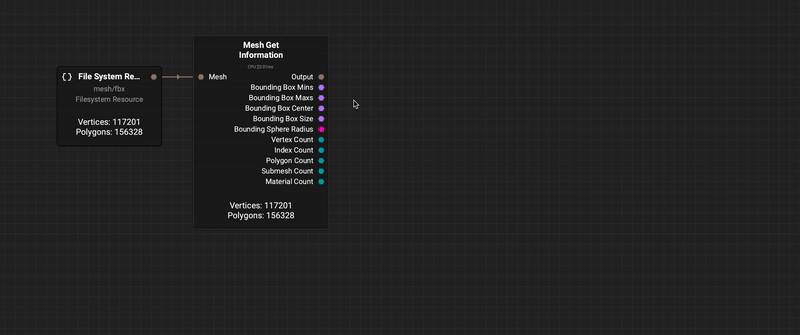 File System Re...
mesh/fbx
Filesystem Resource
Vertices: 117201
Polygons: 156328
Mesh Get
Information
Mesh
Output
Bounding Box Mins
Bounding Box Maxs
Bounding Box Center
Bounding Box Size
Bounding Sphere Radius
Vertex Count
Index Count
Polygon Count
Submesh Count
Material Count
Vertices: 117201
Polygons: 156328